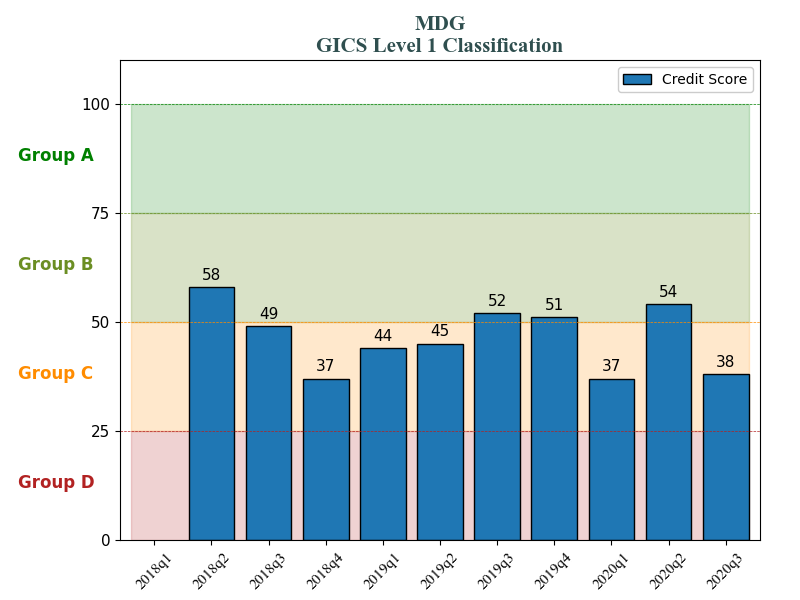 MDG
GICS Level 1 Classification
Credit Score
100
Group A
75
Group B
58
54
52
51
50
49
45
44
38
37
37
Group C
25
Group D
0
2018q1
2018q2
2018q3
2018q4
2019q1
2019q2
2019q3
2019q4
2020q1
2020q2
2020q3